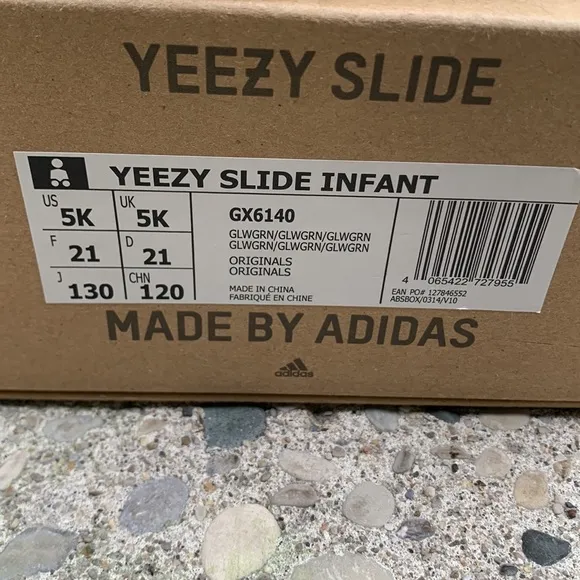 YEEZY SLIDE
YEEZY SLIDE INFANT
US 5K UK 5K
F 21 D 21
J 130 CHN 120
GX6140
GLWGRN/GLWGRN/GLWGRN
GLWGRN/GLWGRN/GLWGRN
ORIGINALS
ORIGINALS
MADE IN CHINA
FABRIQUÉ EN CHINE
4 065422 727955
EAN PO# 127846552
ABSBOX/0314/V10
MADE BY ADIDAS
adidas